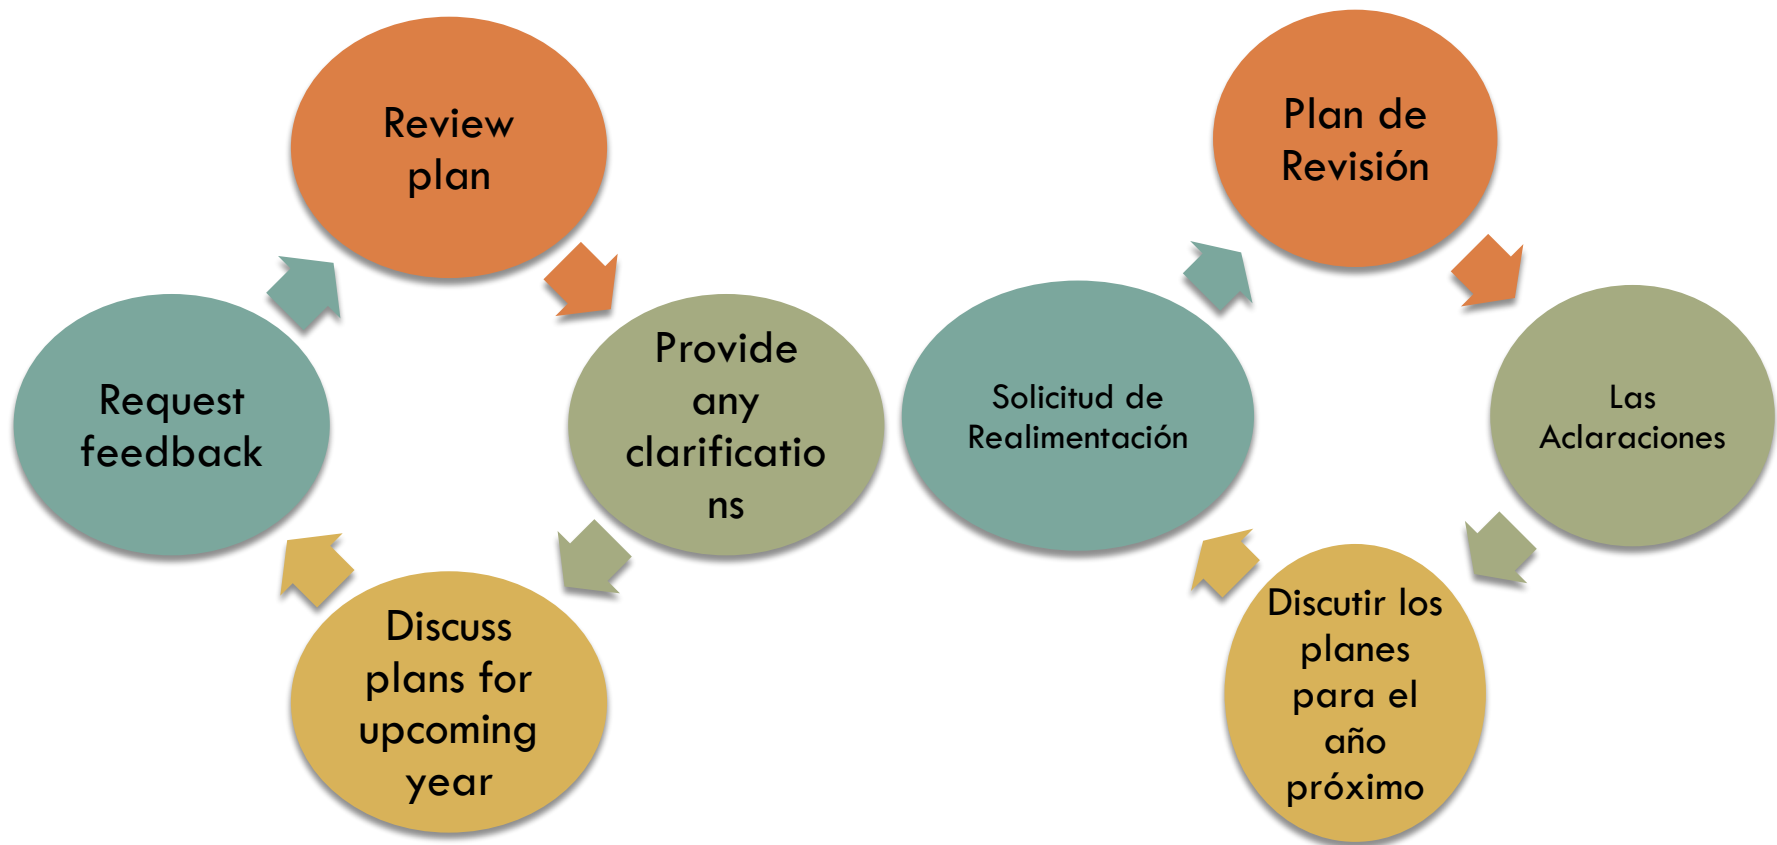 Review
plan
Provide
any
clarificatio
ns
Discuss
plans for
upcoming
year
Request
feedback
Plan de
Revisión
Las
Aclaraciones
Discutir los
planes
para el
año
próximo
Solicitud de
Realimentación